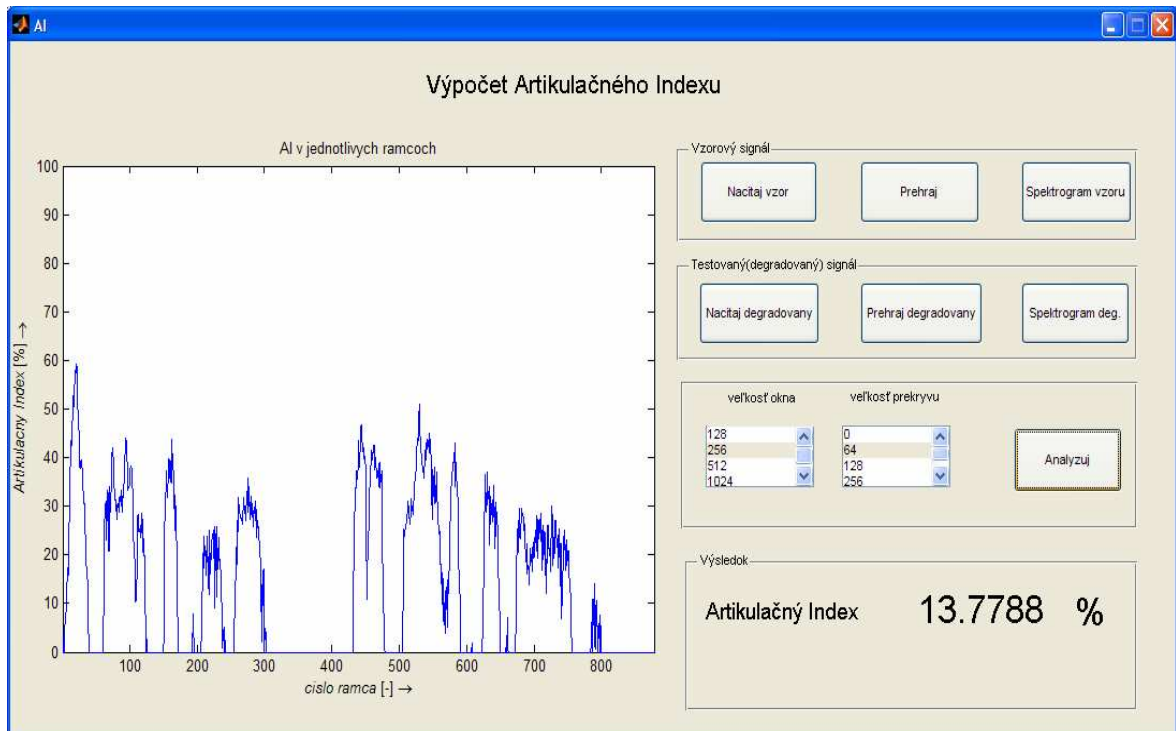 AI
Výpočet Artikulačného Indexu
AI v jednotlivych ramcoch
100
90
80
70
60
50
40
30
20
10
0
Artikulacny Index [%] →
100 200 300 400 500 600 700 800
cislo ramca [-] →
Vzorový signál
Nacitaj vzor
Prehraj
Spektrogram vzoru
Testovaný(degradovaný) signál
Nacitaj degradovany
Prehraj degradovany
Spektrogram deg.
veľkosť okna
128
256
512
1024
veľkosť prekryvu
0
64
128
256
Analyzuj
Výsledok
Artikulačný Index 13.7788 %